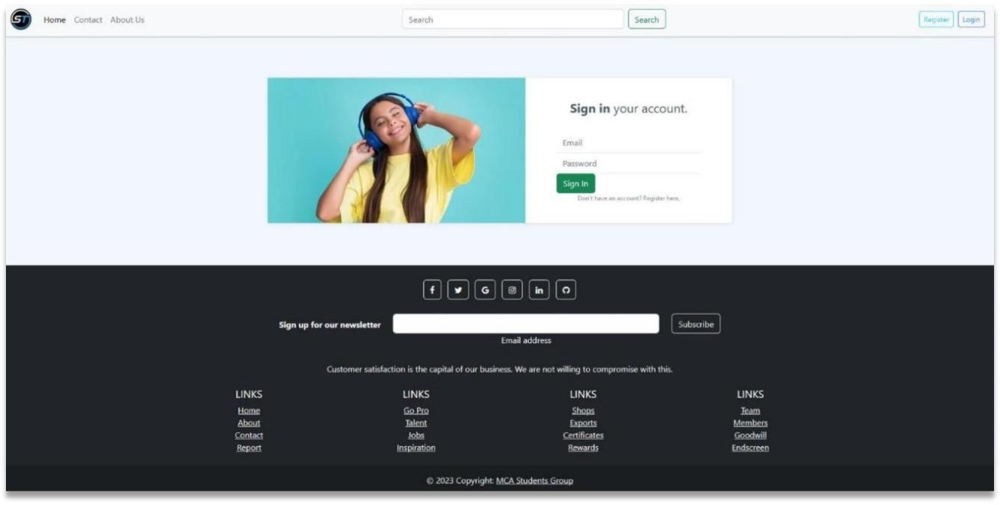 ST
Home Contact About Us
Search
Search
Register Login
Sign in your account.
Email
Password
Sign In
Don't have an account? Register here.
f G in
Sign up for our newsletter
Subscribe
Email address
Customer satisfaction is the capital of our business. We are not willing to compromise with this.
LINKS LINKS LINKS LINKS
Home Go Pro Shops Team
About Talent Exports Members
Contact Jobs Certificates Goodwill
Report Inspiration Rewards Endscreen
© 2023 Copyright: MCA Students Group